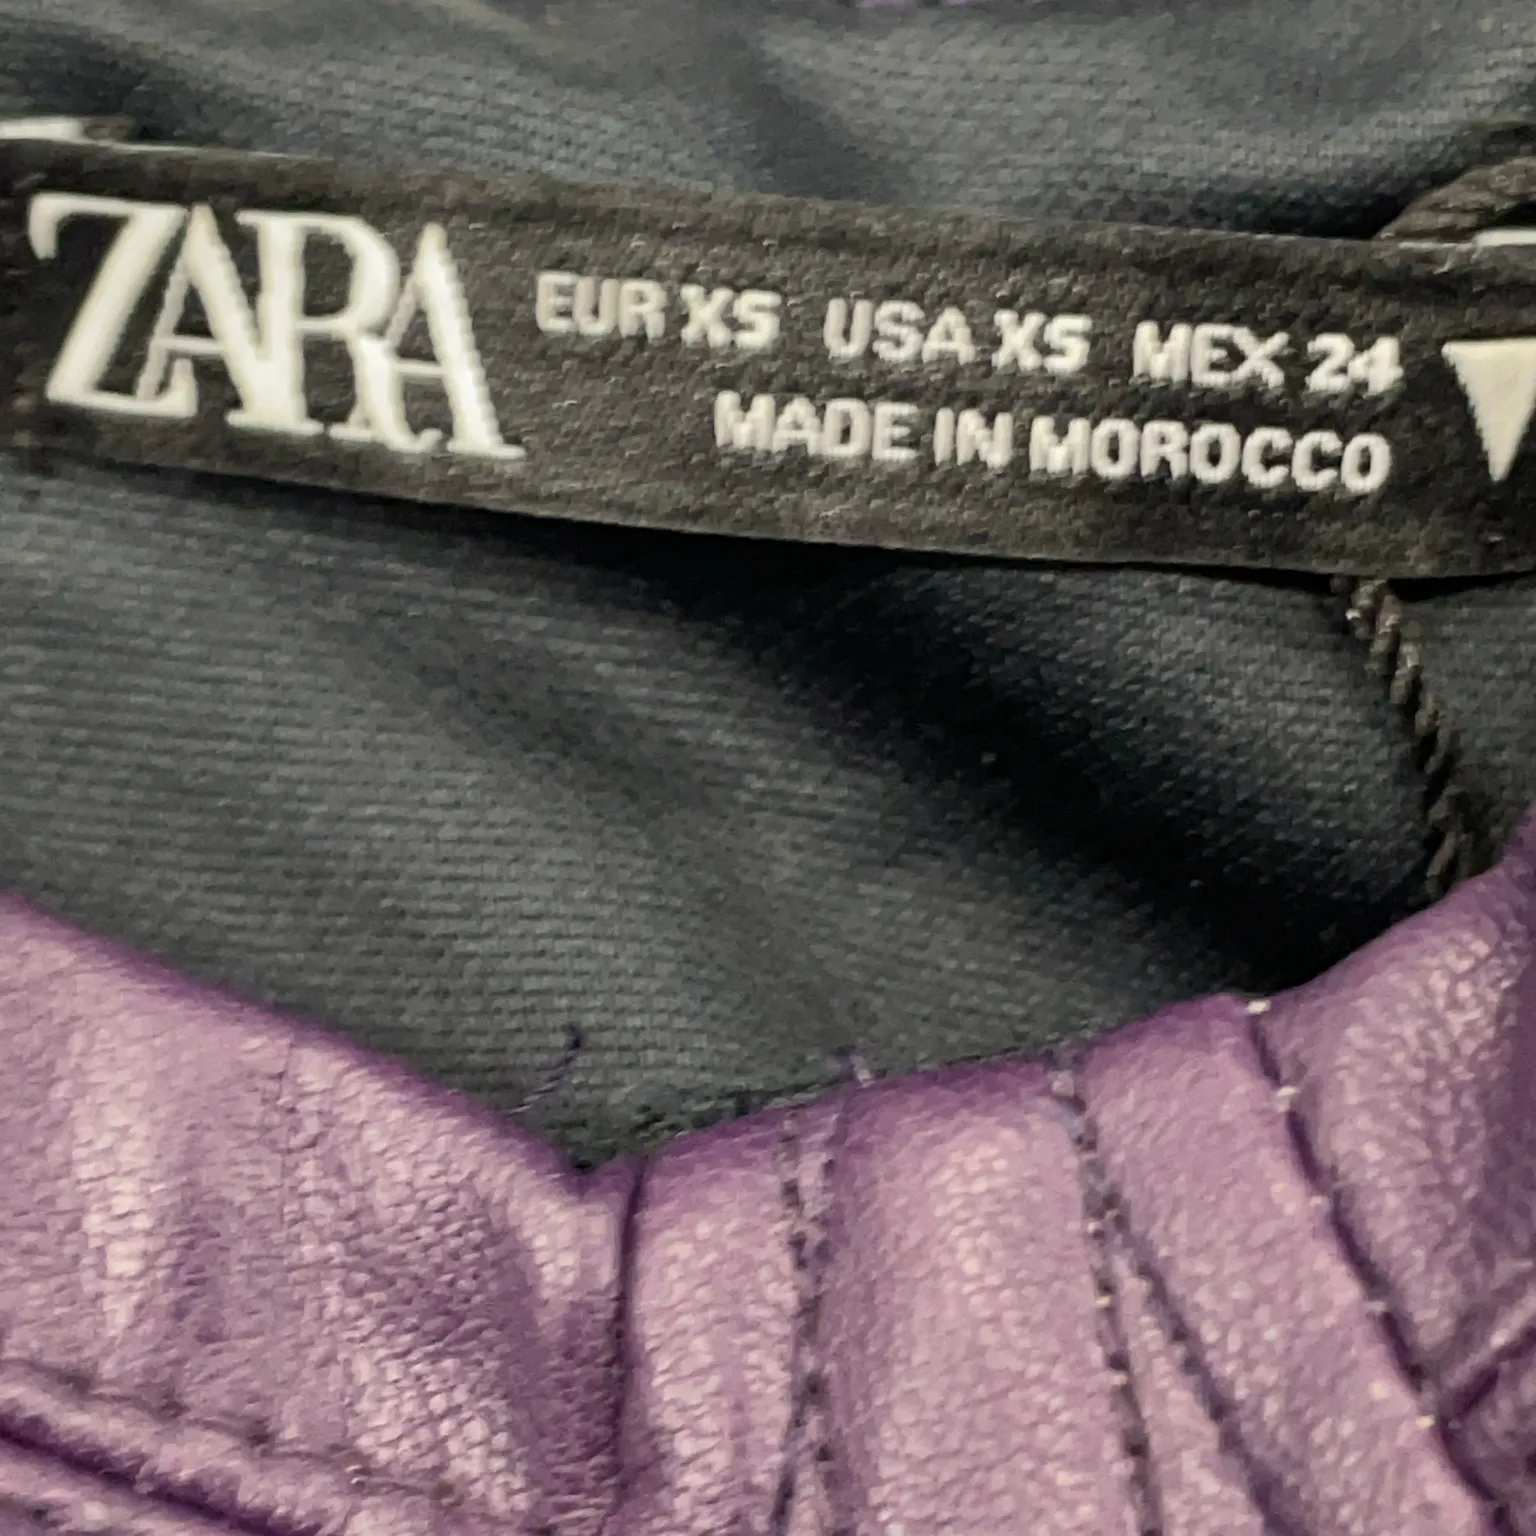 ZARA
EUR XS USA XS MEX 24
MADE IN MOROCCO